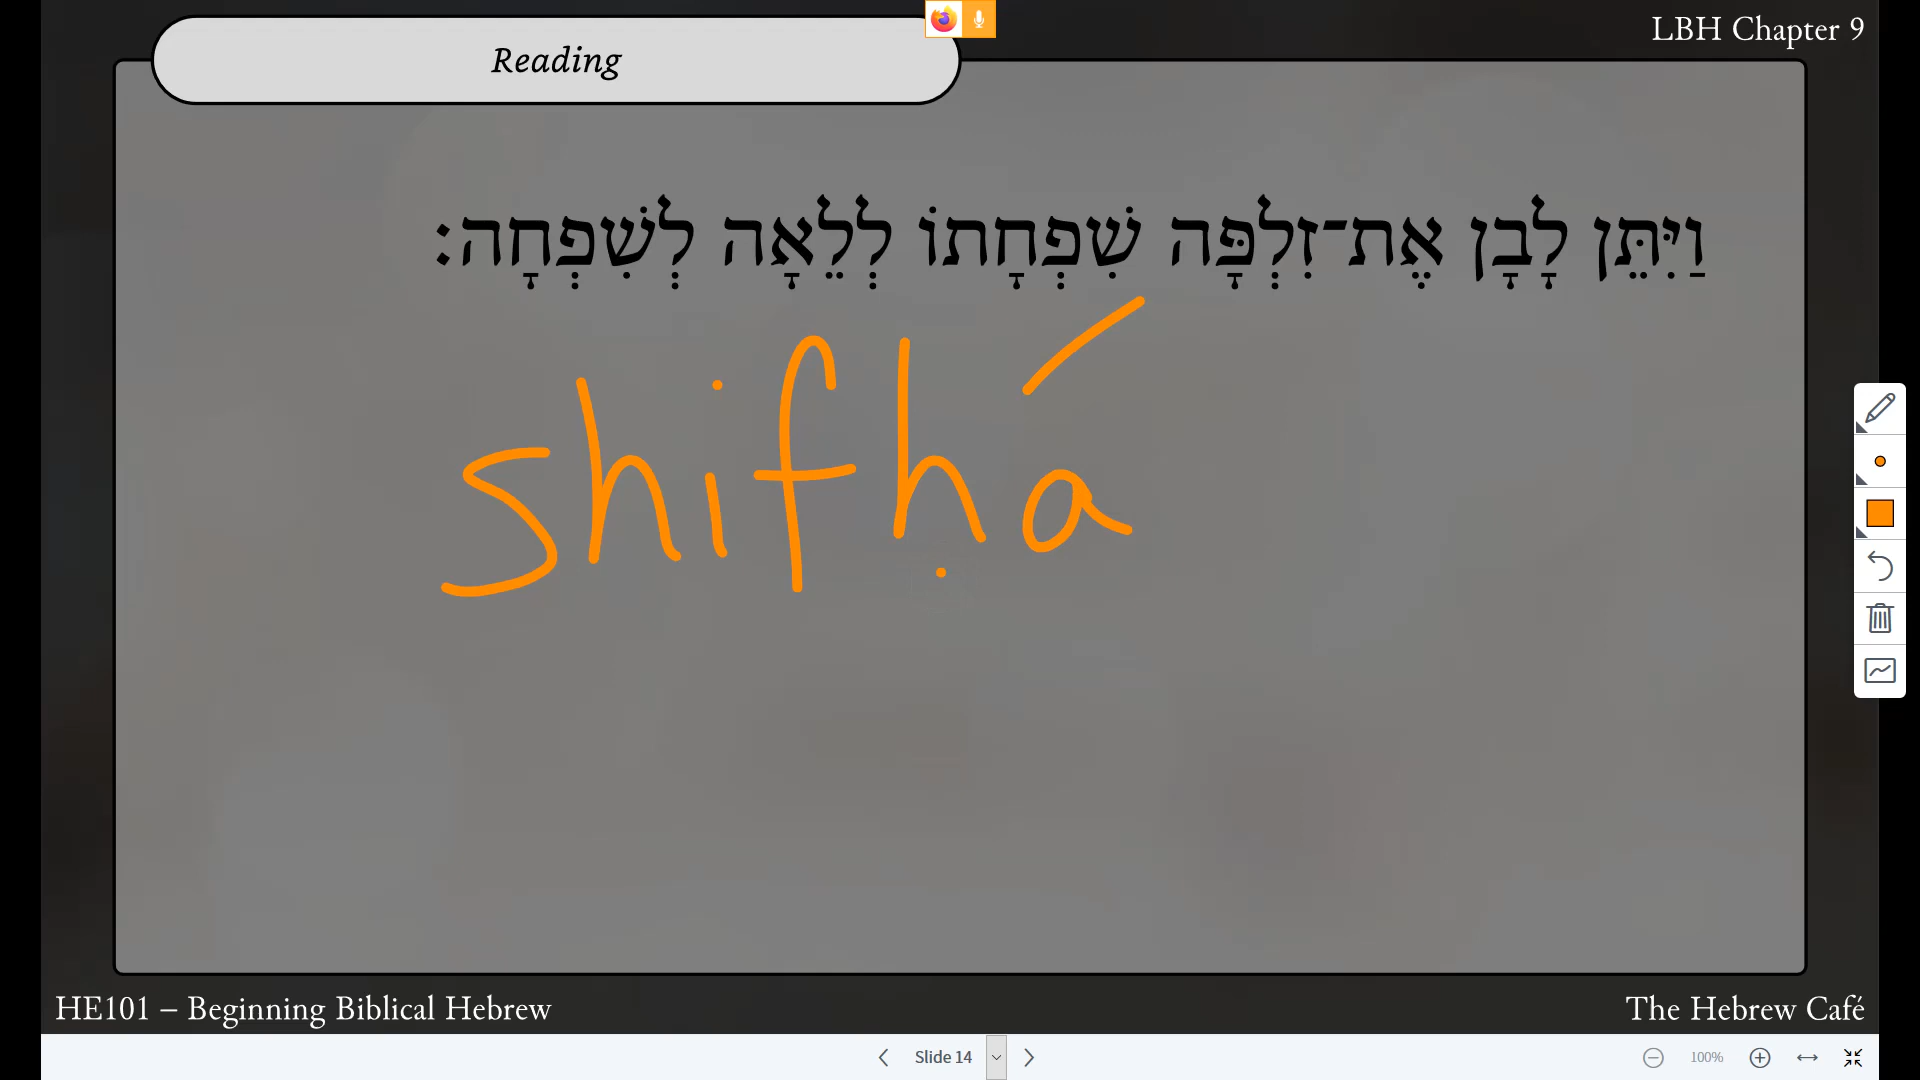 Reading
LBH Chapter 9
וַיִּתֵּן לָבָן אֶת־זִלְפָּה שִׁפְחָתוֹ לְלֵאָה לְשִׁפְחָה׃
shifḥá
HE101 – Beginning Biblical Hebrew
The Hebrew Café
Slide 14
100%